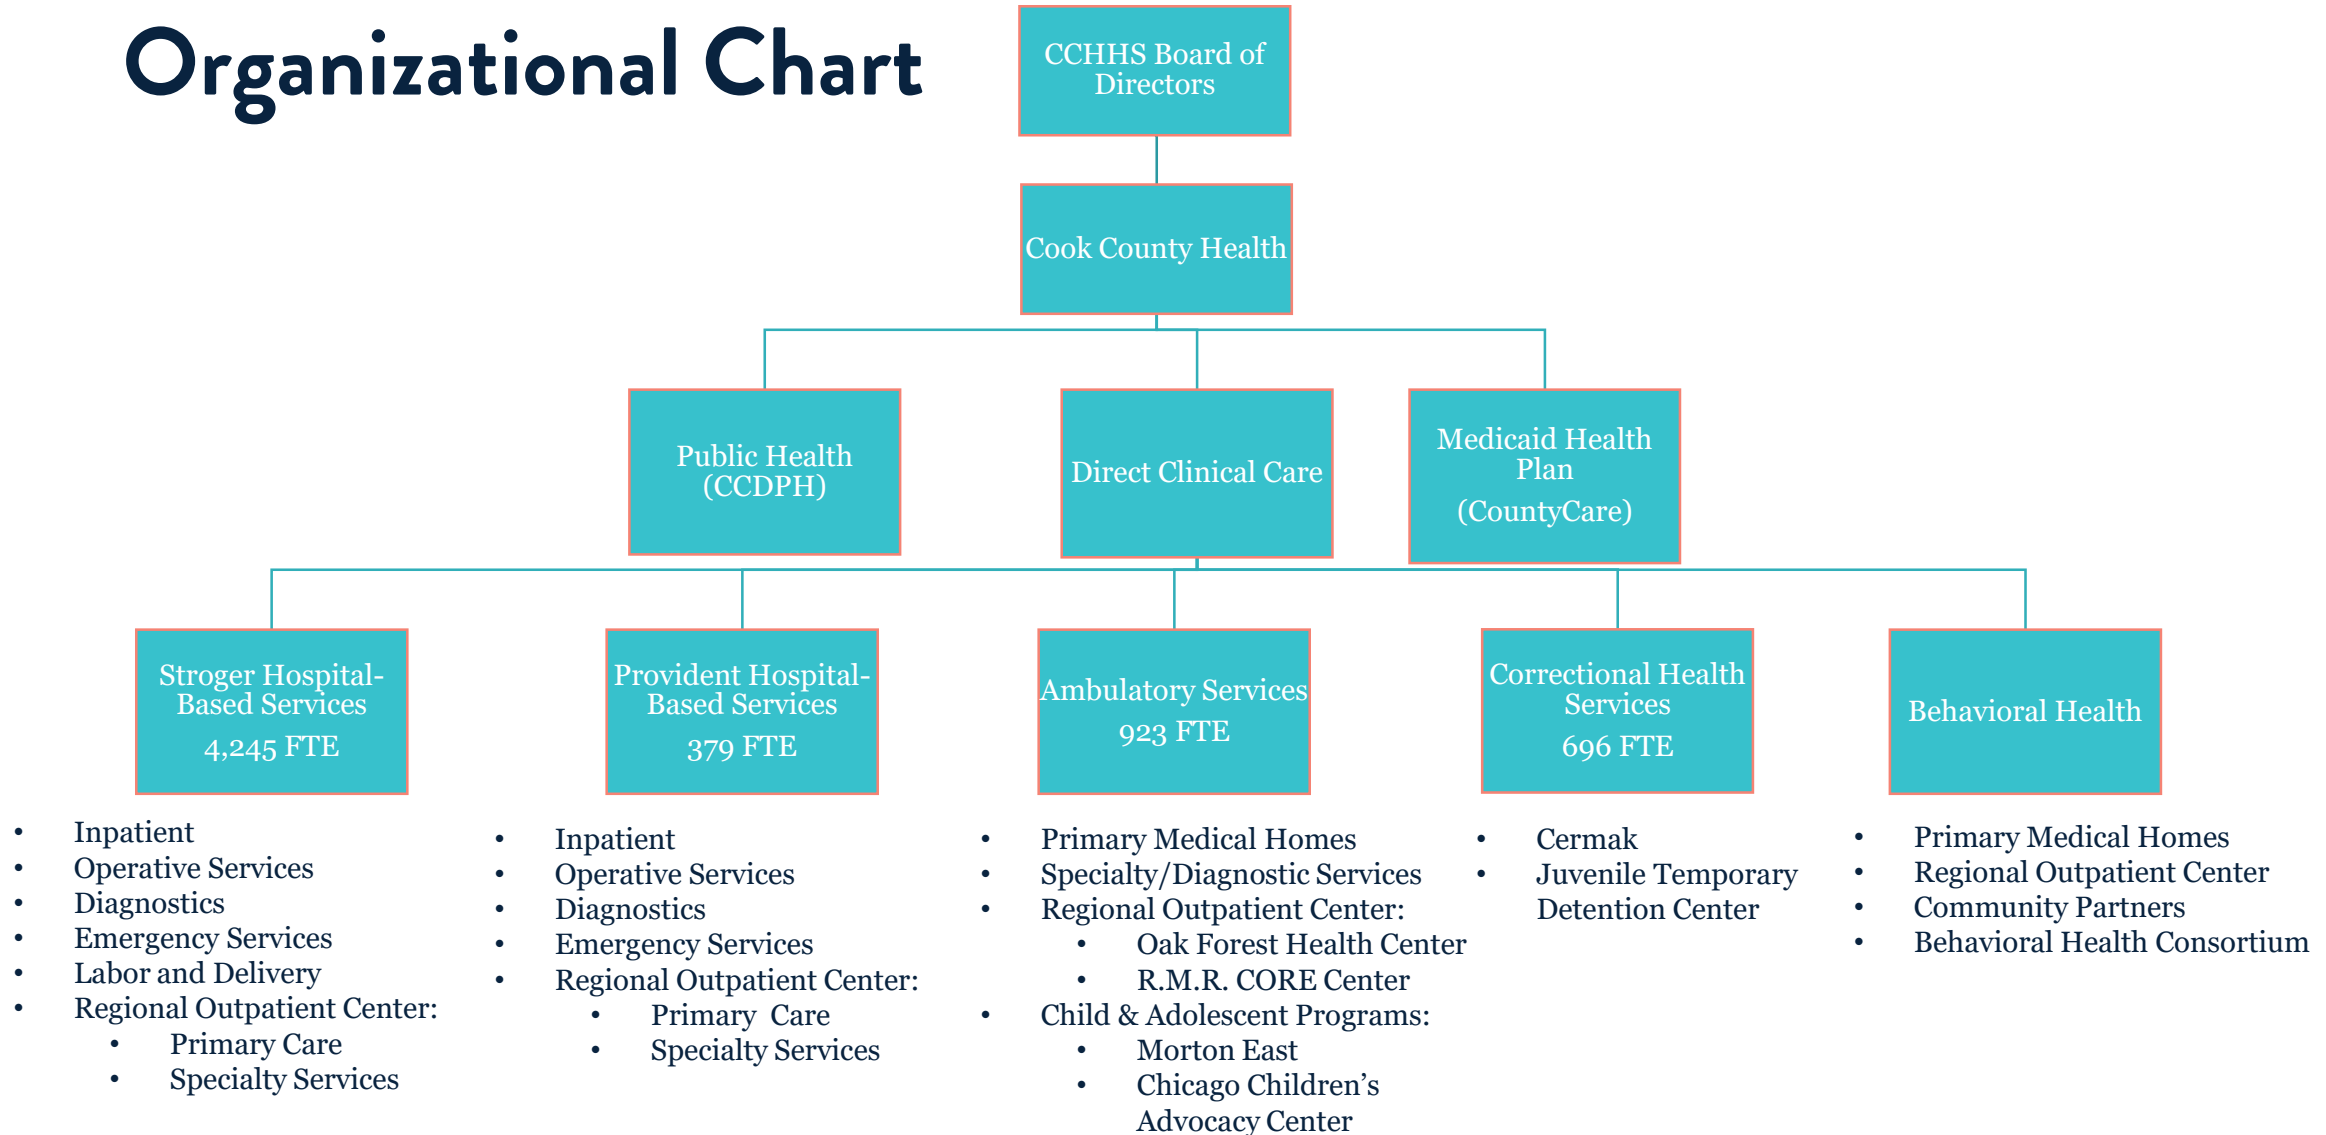 Organizational Chart
CCHHS Board of
Directors
Cook County Health
Public Health
(CCDPH)
Direct Clinical Care
Medicaid Health
Plan
(CountyCare)
Stroger Hospital-
Based Services
4,245 FTE
Provident Hospital-
Based Services
379 FTE
Ambulatory Services
923 FTE
Correctional Health
Services
696 FTE
Behavioral Health
• Inpatient
• Operative Services
• Diagnostics
• Emergency Services
• Labor and Delivery
• Regional Outpatient Center:
• Primary Care
• Specialty Services
• Inpatient
• Operative Services
• Diagnostics
• Emergency Services
• Regional Outpatient Center:
• Primary Care
• Specialty Services
• Primary Medical Homes
• Specialty/Diagnostic Services
• Regional Outpatient Center:
• Oak Forest Health Center
• R.M.R. CORE Center
• Child & Adolescent Programs:
• Morton East
• Chicago Children’s
Advocacy Center
• Cermak
• Juvenile Temporary
Detention Center
• Primary Medical Homes
• Regional Outpatient Center
• Community Partners
• Behavioral Health Consortium